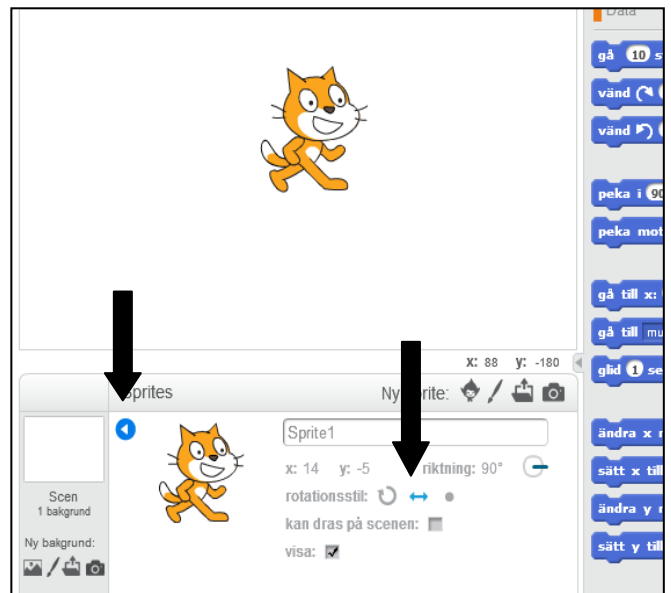 Data
gå 10 s
vänd
vänd
peka i 90
peka mot
gå till x:
gå till mu
glid 1 se
ändra x
sätt x till
ändra y
sätt y till
x: 88 y: -180
Sprites
Ny sprite:
Scen
1 bakgrund
Ny bakgrund:
Sprite1
x: 14 y: -5 riktning: 90°
rotationsstil:
kan dras på scenen:
visa: